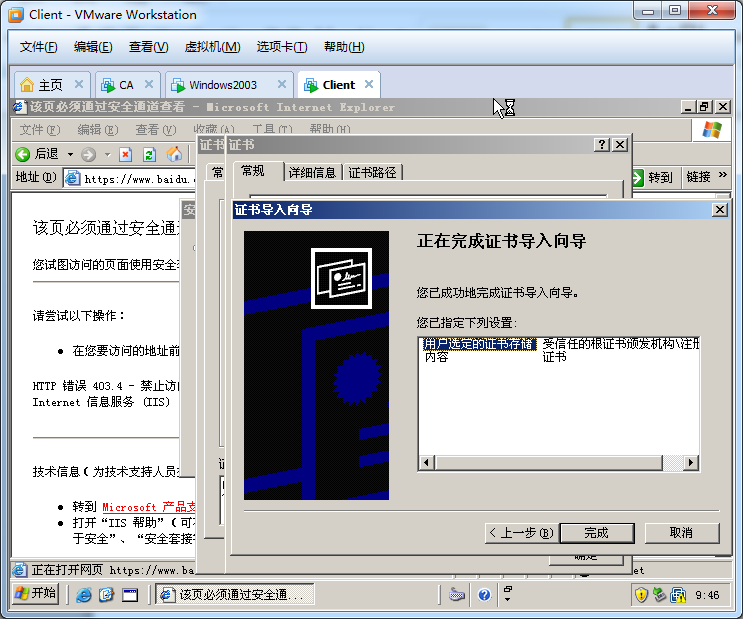 Client - VMware Workstation
文件(F) 编辑(E) 查看(V) 虚拟机(M) 选项卡(T) 帮助(H)
主页 CA Windows2003 Client
该页必须通过安全通道查看 - Microsoft Internet Explorer
文件(F) 编辑(E) 查看(V) 收藏(A) 工具(T) 帮助(H)
证书 证书
后退
常 常规 详细信息 证书路径
地址(D) https://www.baidu. 转到 链接 »
安
证书导入向导
该页必须通过安全通
正在完成证书导入向导
您试图访问的页面使用安全
您已成功地完成证书导入向导。
请尝试以下操作：
您已指定下列设置:
用户选定的证书存储 受信任的根证书颁发机构\注册
在您要访问的地址前
内容 证书
HTTP 错误 403.4 - 禁止访
Internet 信息服务 (IIS)
技术信息（为技术支持人员
转到 Microsoft 产品支
打开“IIS 帮助”（可
于安全”、“安全套接
< 上一步(B) 完成 取消
确定
正在打开网页 https://www.ba et
开始 该页必须通过安全通... 9:46